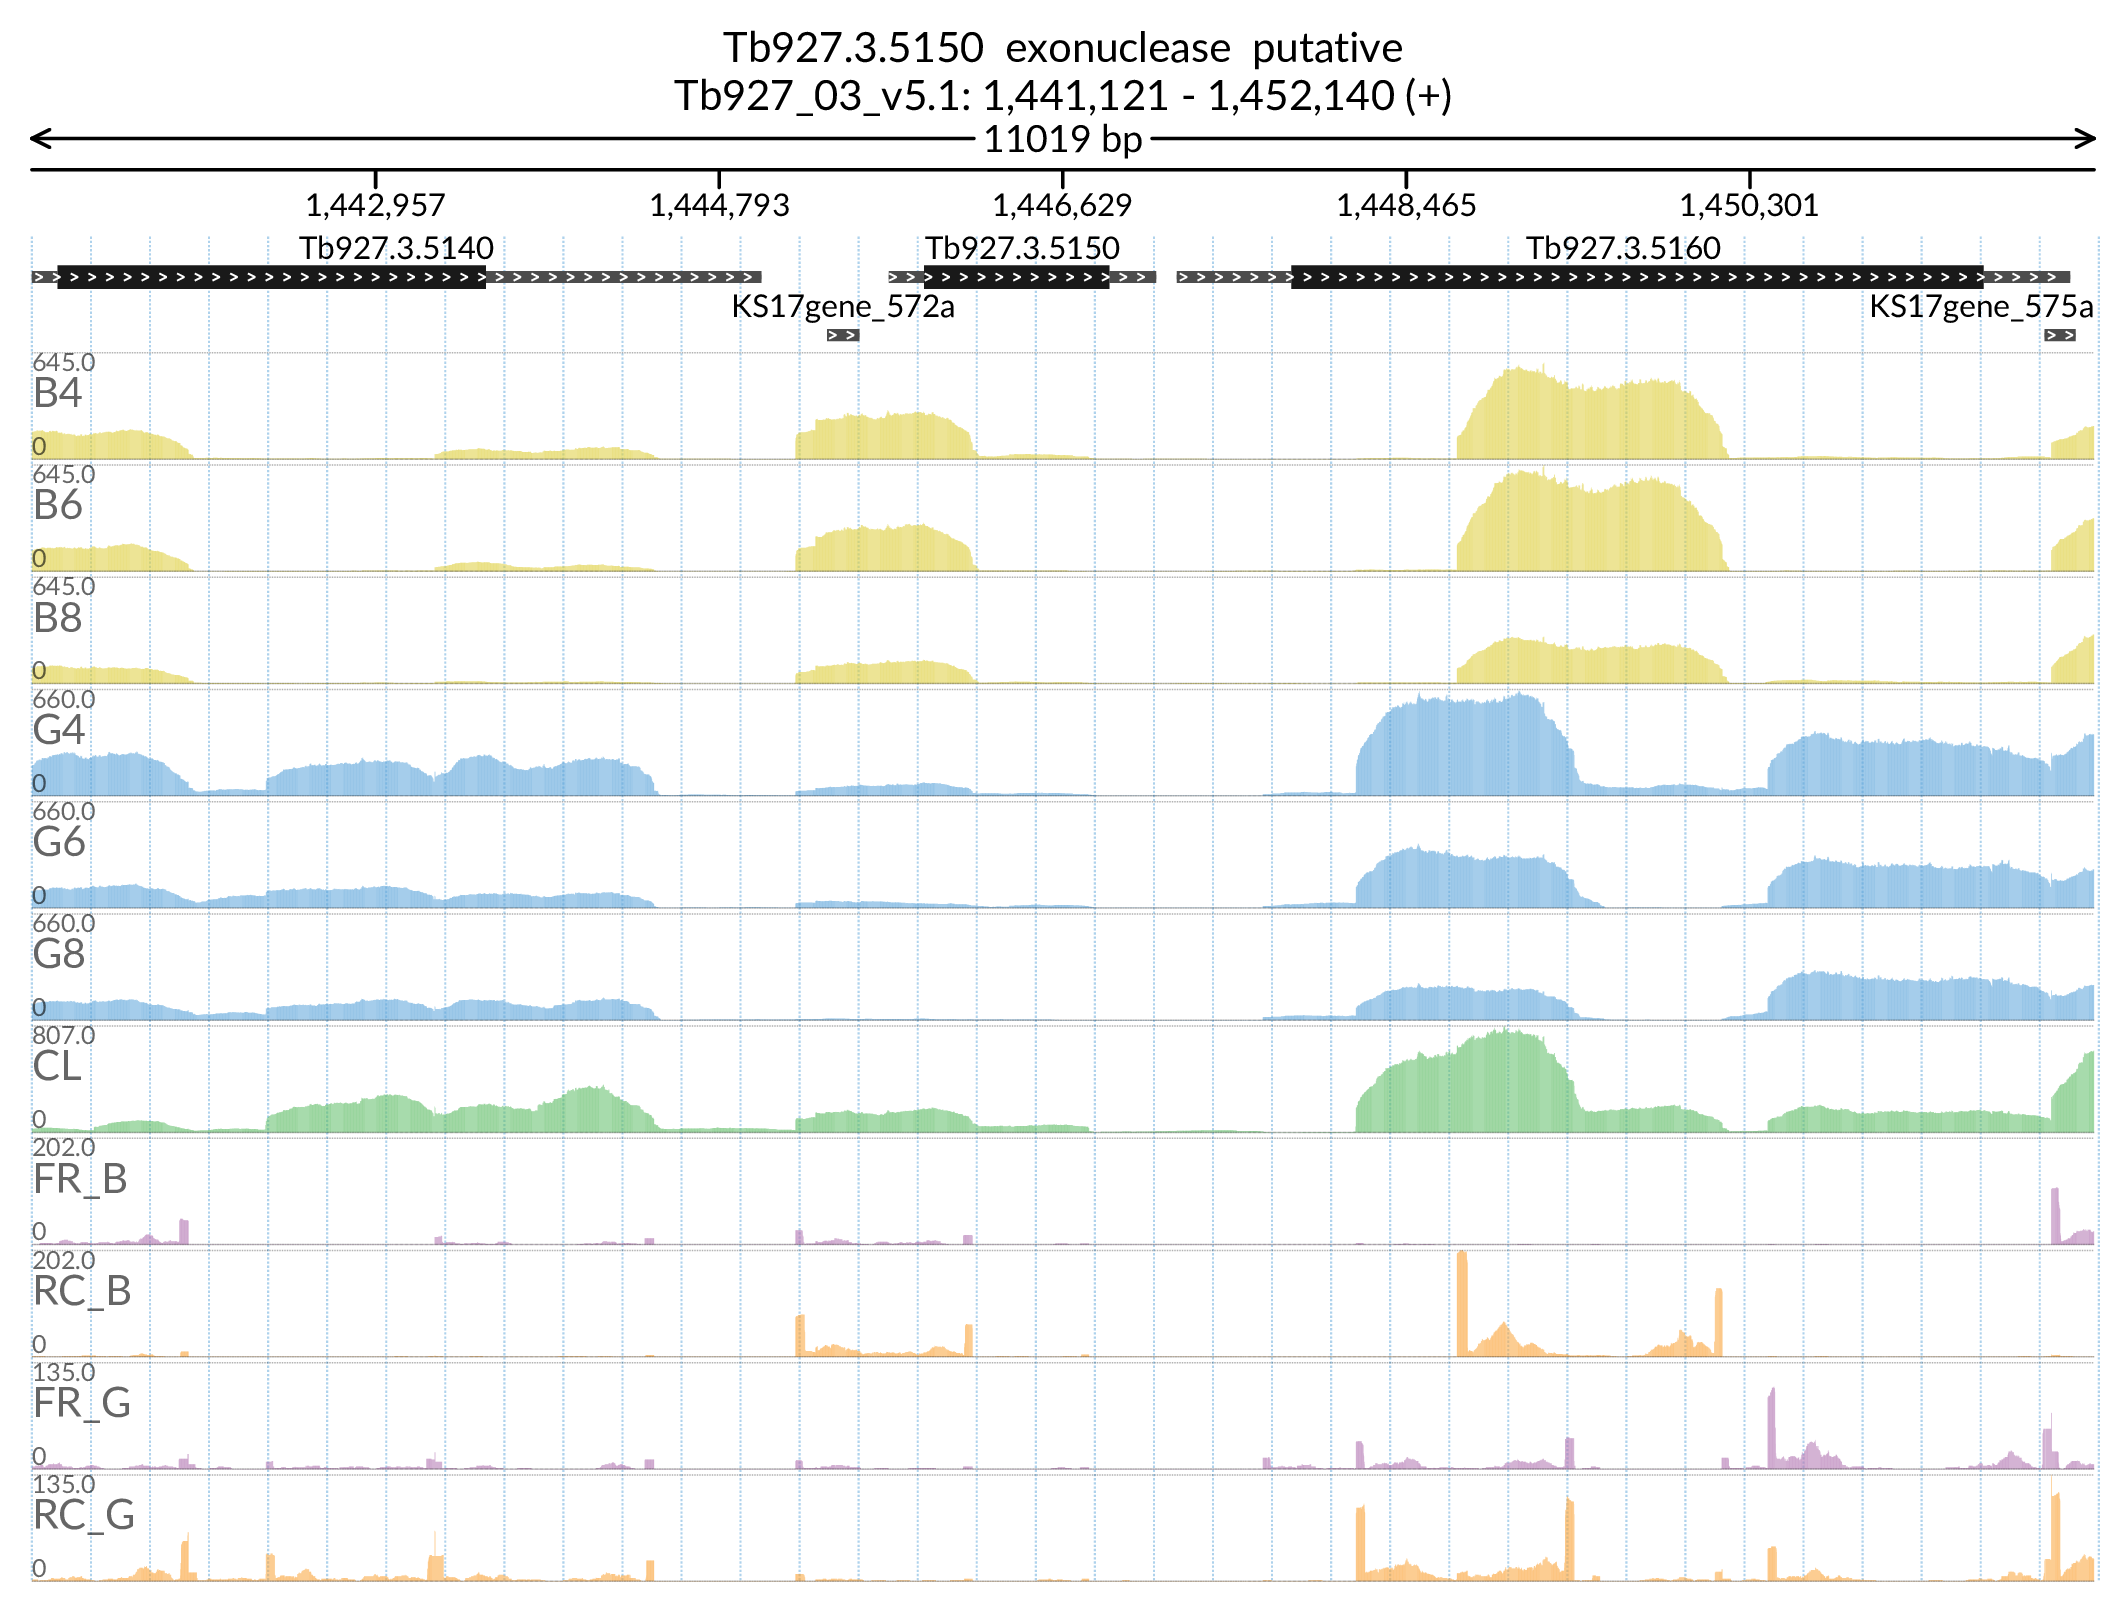 Tb927.3.5150 exonuclease putative
Tb927_03_v5.1: 1,441,121 - 1,452,140 (+)
11019 bp
1,442,957 1,444,793 1,446,629 1,448,465 1,450,301
Tb927.3.5140 Tb927.3.5150 Tb927.3.5160
KS17gene_572a KS17gene_575a
645.0
B4
0
645.0
B6
0
645.0
B8
0
660.0
G4
0
660.0
G6
0
660.0
G8
0
807.0
CL
0
202.0
FR_B
0
202.0
RC_B
0
135.0
FR_G
0
135.0
RC_G
0